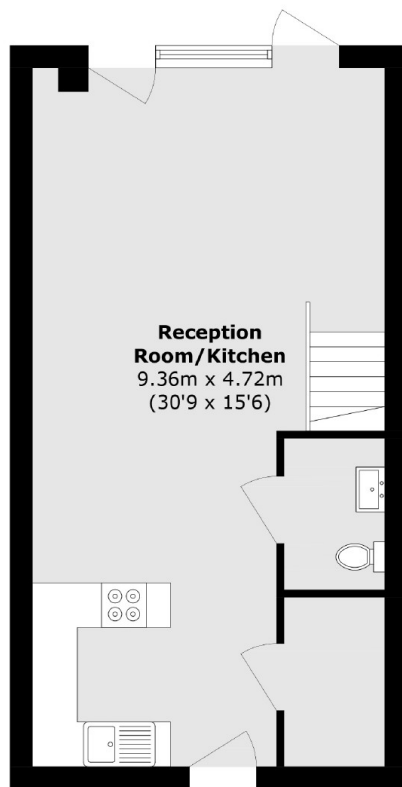 Reception
Room/Kitchen
9.36m x 4.72m
(30'9 x 15'6)